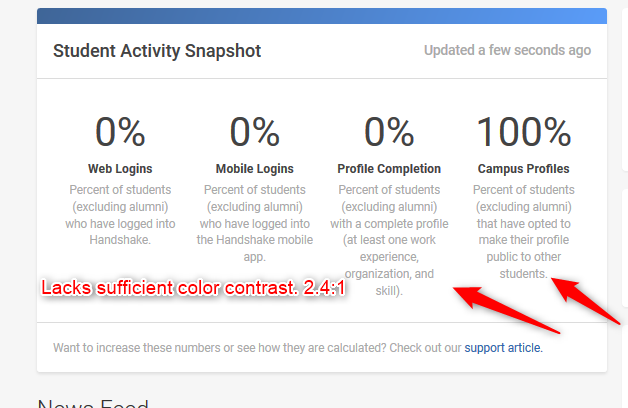 Student Activity Snapshot
Updated a few seconds ago
0%
0%
0%
100%
Web Logins
Mobile Logins
Profile Completion
Campus Profiles
Percent of students
(excluding alumni)
who have logged into
Handshake.
Percent of students
(excluding alumni)
who have logged into
the Handshake mobile
app.
Percent of students
(excluding alumni)
with a complete profile
(at least one work
experience,
organization, and
skill).
Percent of students
(excluding alumni)
that have opted to
make their profile
public to other
students.
Lacks sufficient color contrast. 2.4:1
Want to increase these numbers or see how they are calculated? Check out our support article.
News Feed